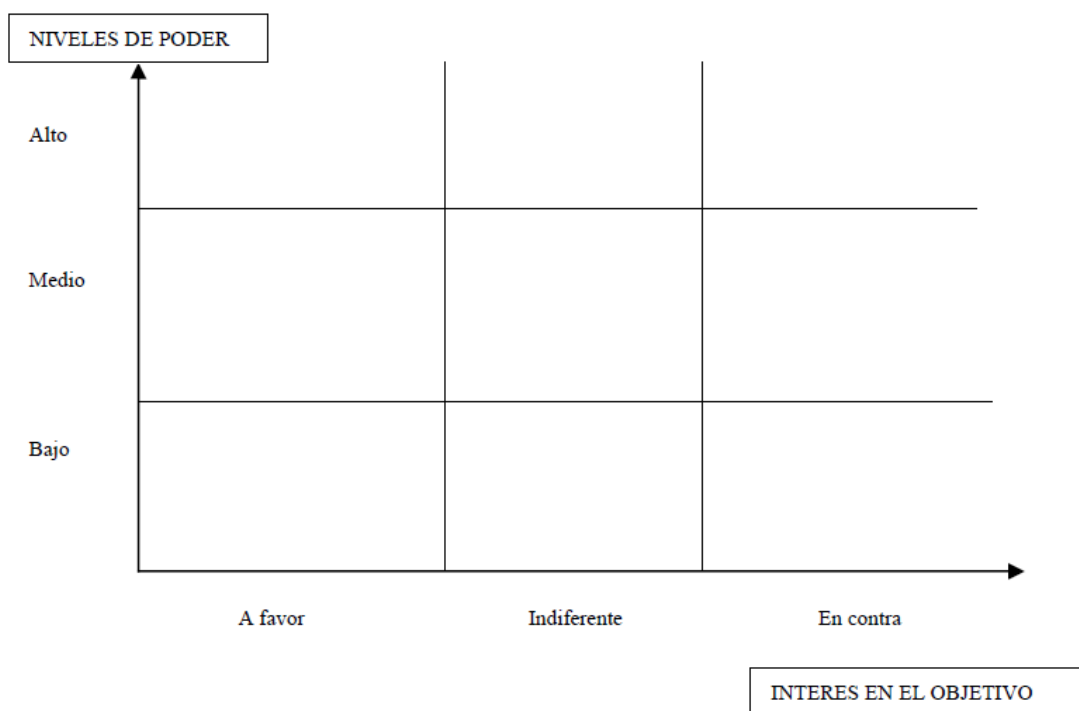 NIVELES DE PODER
Alto
Medio
Bajo
A favor Indiferente En contra
INTERES EN EL OBJETIVO